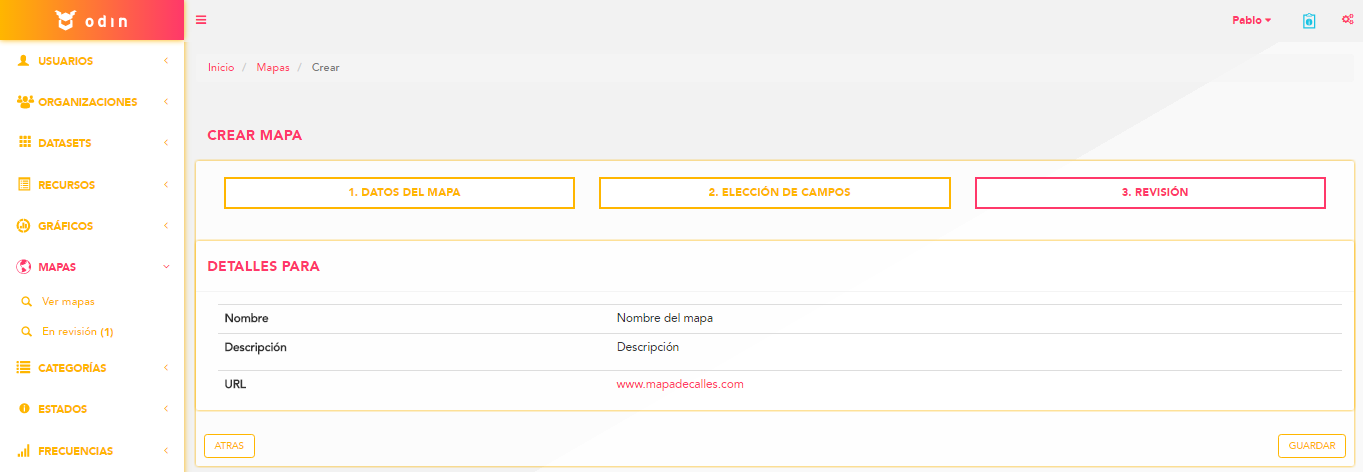 odin
Pablo
USUARIOS
Inicio / Mapas / Crear
ORGANIZACIONES
DATASETS
RECURSOS
GRÁFICOS
MAPAS
Ver mapas
En revisión (1)
CATEGORÍAS
ESTADOS
FRECUENCIAS
CREAR MAPA
1. DATOS DEL MAPA
2. ELECCIÓN DE CAMPOS
3. REVISIÓN
DETALLES PARA
Nombre Nombre del mapa
Descripción Descripción
URL www.mapadecalles.com
ATRAS
GUARDAR